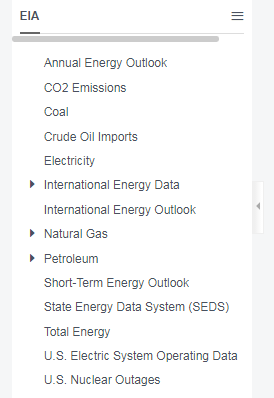 EIA
Annual Energy Outlook
CO2 Emissions
Coal
Crude Oil Imports
Electricity
International Energy Data
International Energy Outlook
Natural Gas
Petroleum
Short-Term Energy Outlook
State Energy Data System (SEDS)
Total Energy
U.S. Electric System Operating Data
U.S. Nuclear Outages